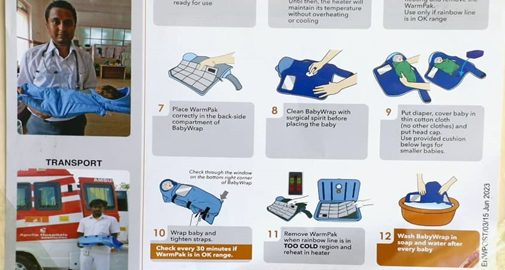 ready for use
Until then, the heater will
maintain its temperature
without overheating
or cooling
WarmPak.
Use only if rainbow line
is in OK range
7
Place WarmPak
correctly in the back-side
compartment of
BabyWrap
8
Clean BabyWrap with
surgical spirit before
placing the baby
9
Put diaper, cover baby in
thin cotton cloth
(no other clothes) and
put head cap.
Use provided cushion
below legs for
smaller babies.
TRANSPORT
Check through the window
on the bottom right corner
of BabyWrap
10
Wrap baby and
tighten straps.
Check every 30 minutes if
WarmPak is in OK range.
11
Remove WarmPak
when rainbow line is in
TOO COLD region and
reheat in heater
12
Wash BabyWrap in
soap and water after
every baby